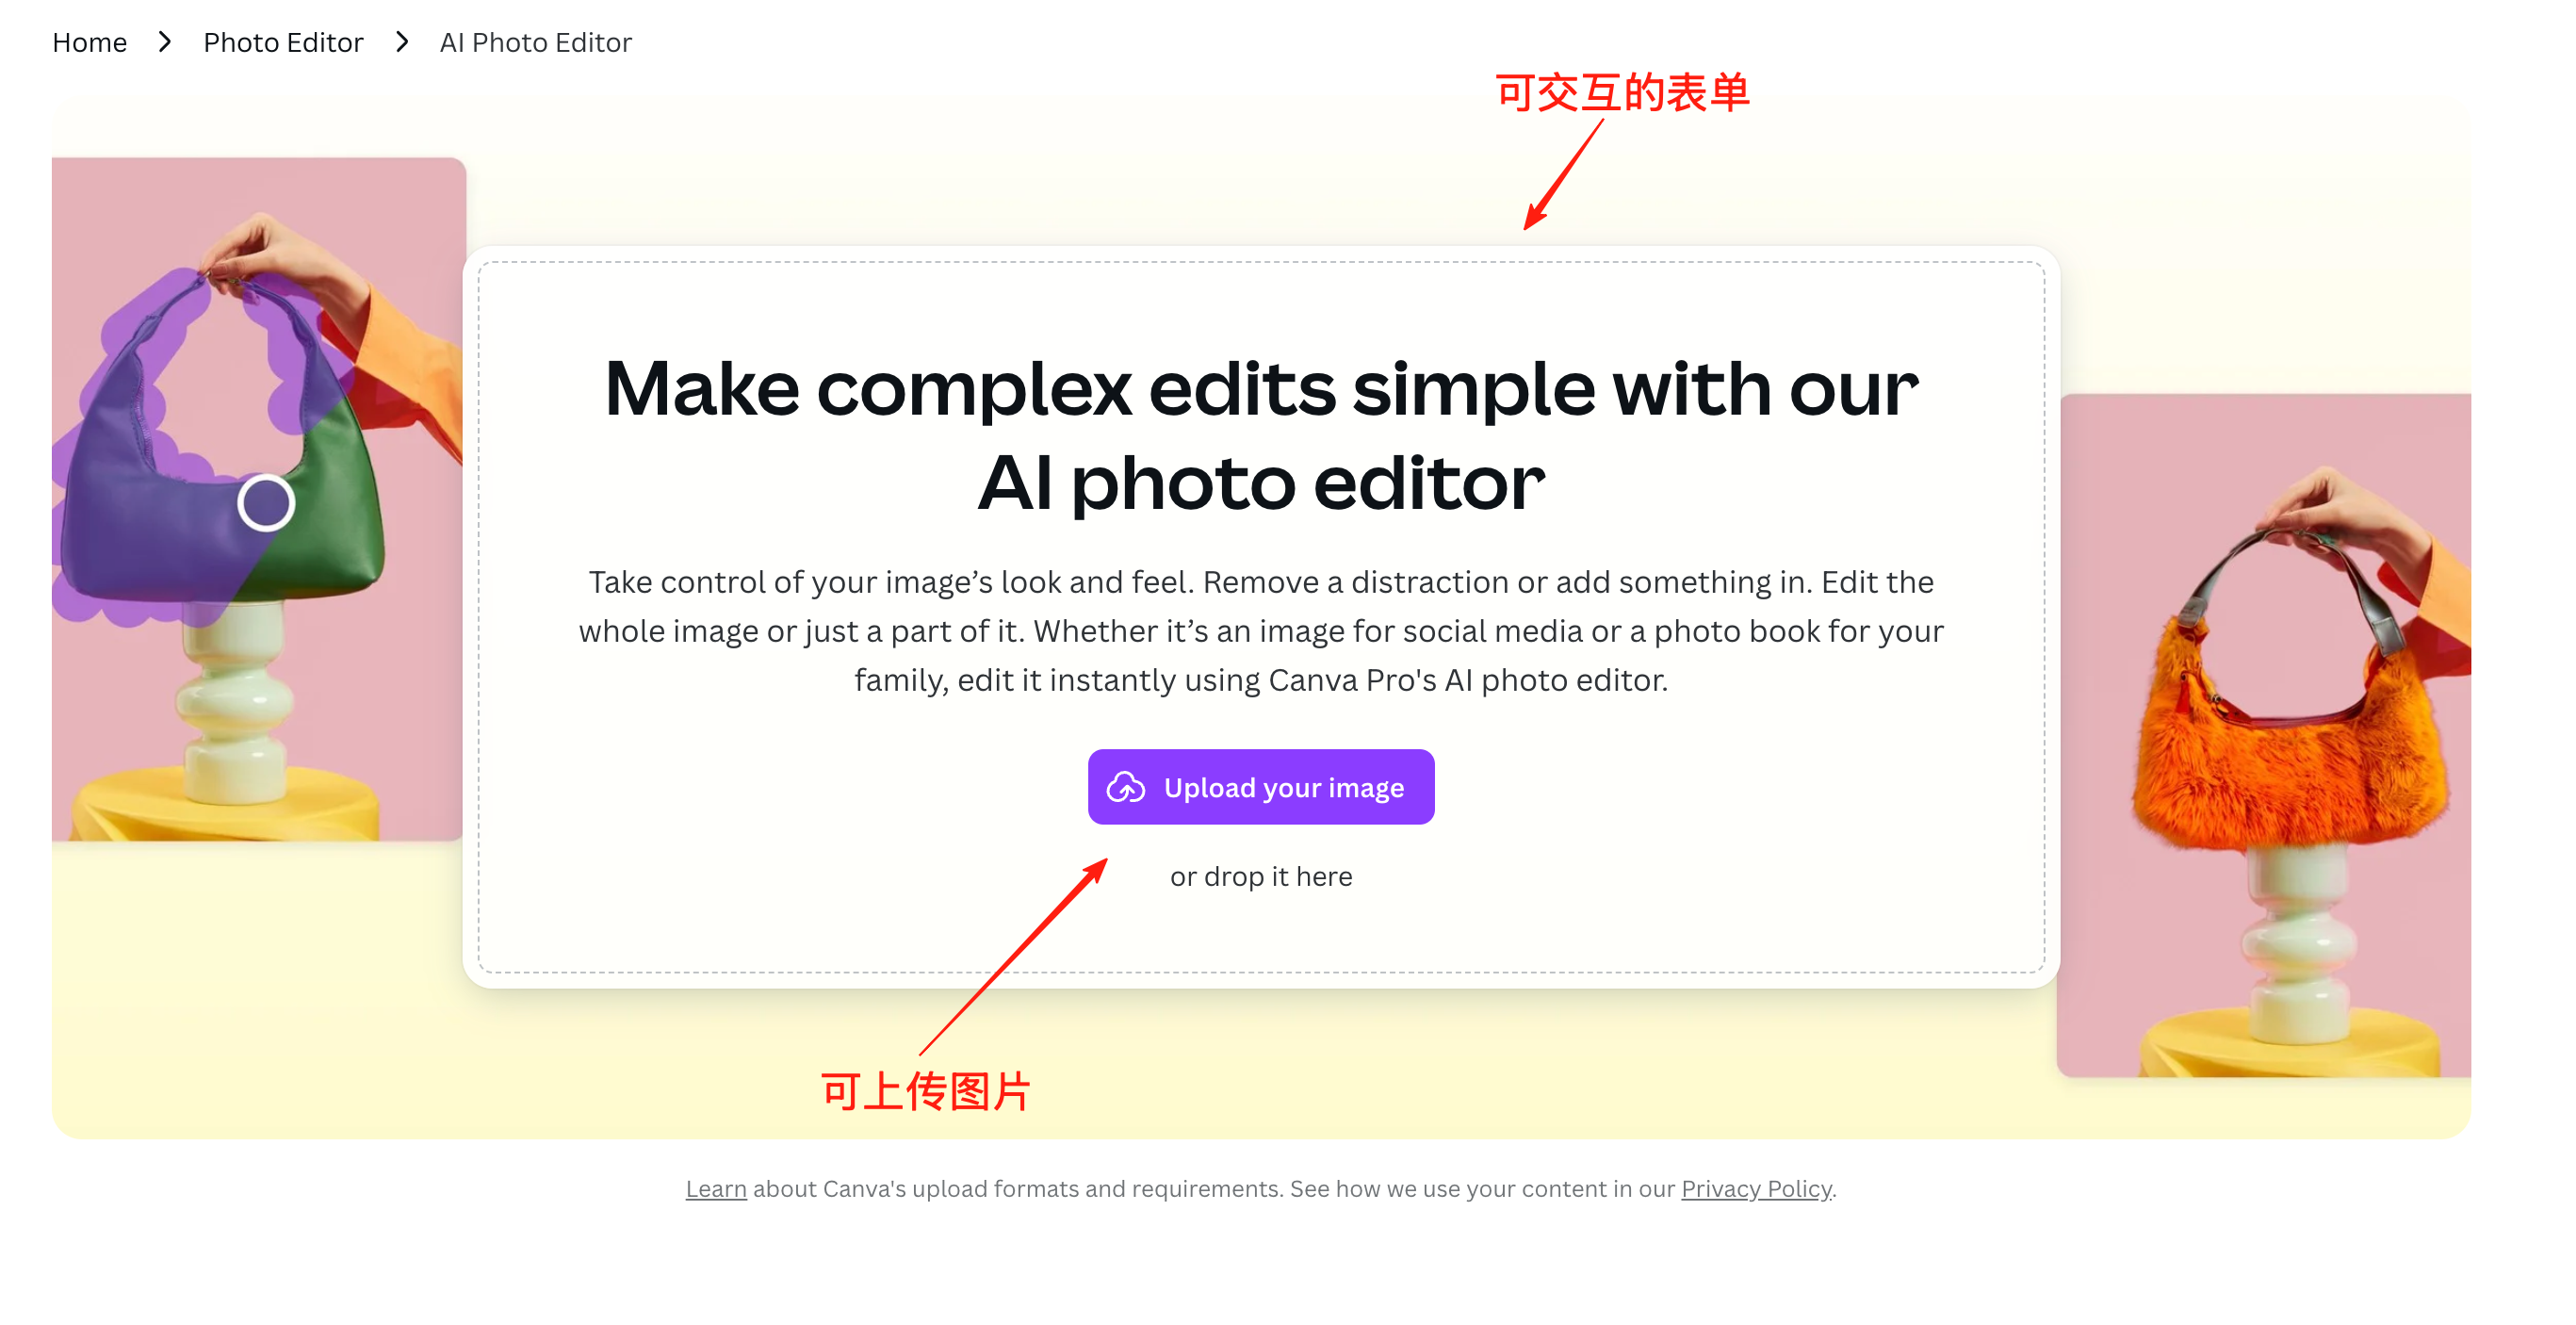 Home > Photo Editor > AI Photo Editor
可交互的表单
Make complex edits simple with our
AI photo editor
Take control of your image’s look and feel. Remove a distraction or add something in. Edit the
whole image or just a part of it. Whether it’s an image for social media or a photo book for your
family, edit it instantly using Canva Pro's AI photo editor.
Upload your image
or drop it here
可上传图片
Learn about Canva's upload formats and requirements. See how we use your content in our Privacy Policy.